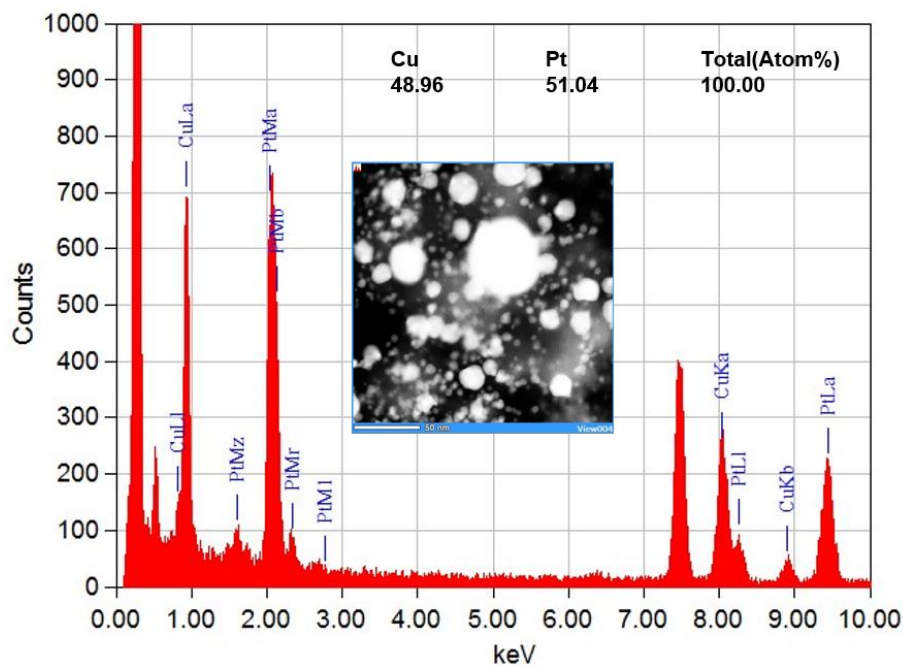 1000
900
800
700
600
500
400
300
200
100
0
Counts
Cu Pt Total(Atom%)
48.96 51.04 100.00
CuLl
CuLa
PtMz
PtMa
PtMb
PtMr
PtM1
CuKa
PtLl
CuKb
PtLa
50 nm View004
0.00 1.00 2.00 3.00 4.00 5.00 6.00 7.00 8.00 9.00 10.00
keV